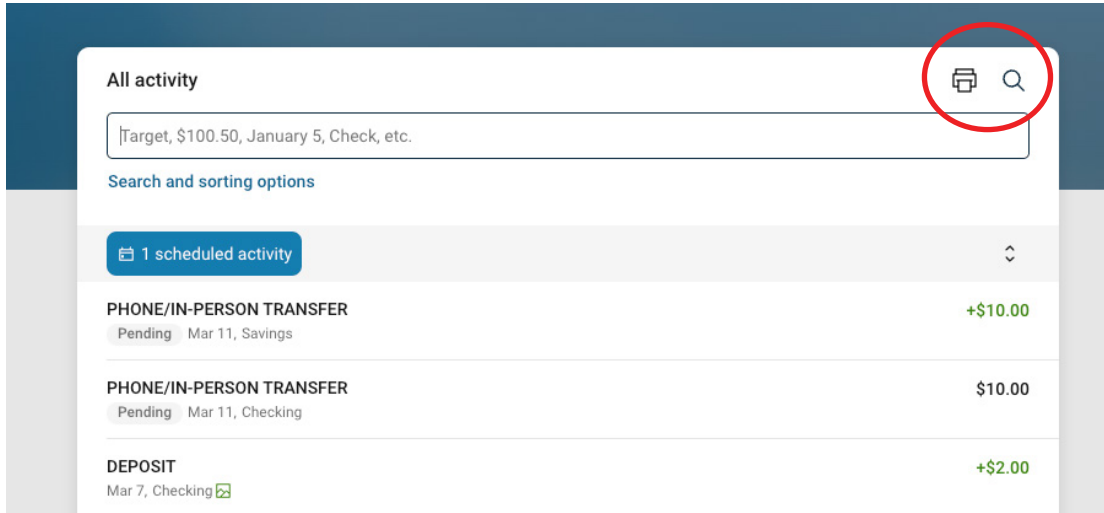 All activity
Target, $100.50, January 5, Check, etc.
Search and sorting options
1 scheduled activity
PHONE/IN-PERSON TRANSFER
+$10.00
Pending Mar 11, Savings
PHONE/IN-PERSON TRANSFER
$10.00
Pending Mar 11, Checking
DEPOSIT
+$2.00
Mar 7, Checking